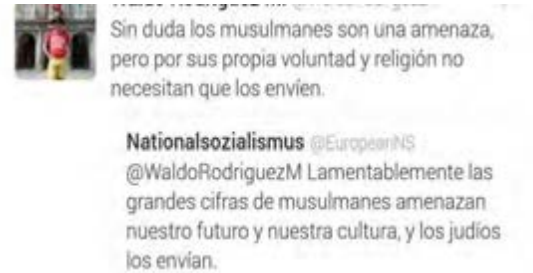 Sin duda los musulmanes son una amenaza,
pero por sus propia voluntad y religión no
necesitan que los envíen.
Nationalsozialismus @EuropeanNS
@WaldoRodriguezM Lamentablemente las
grandes cifras de musulmanes amenazan
nuestro futuro y nuestra cultura, y los judíos
los envían.